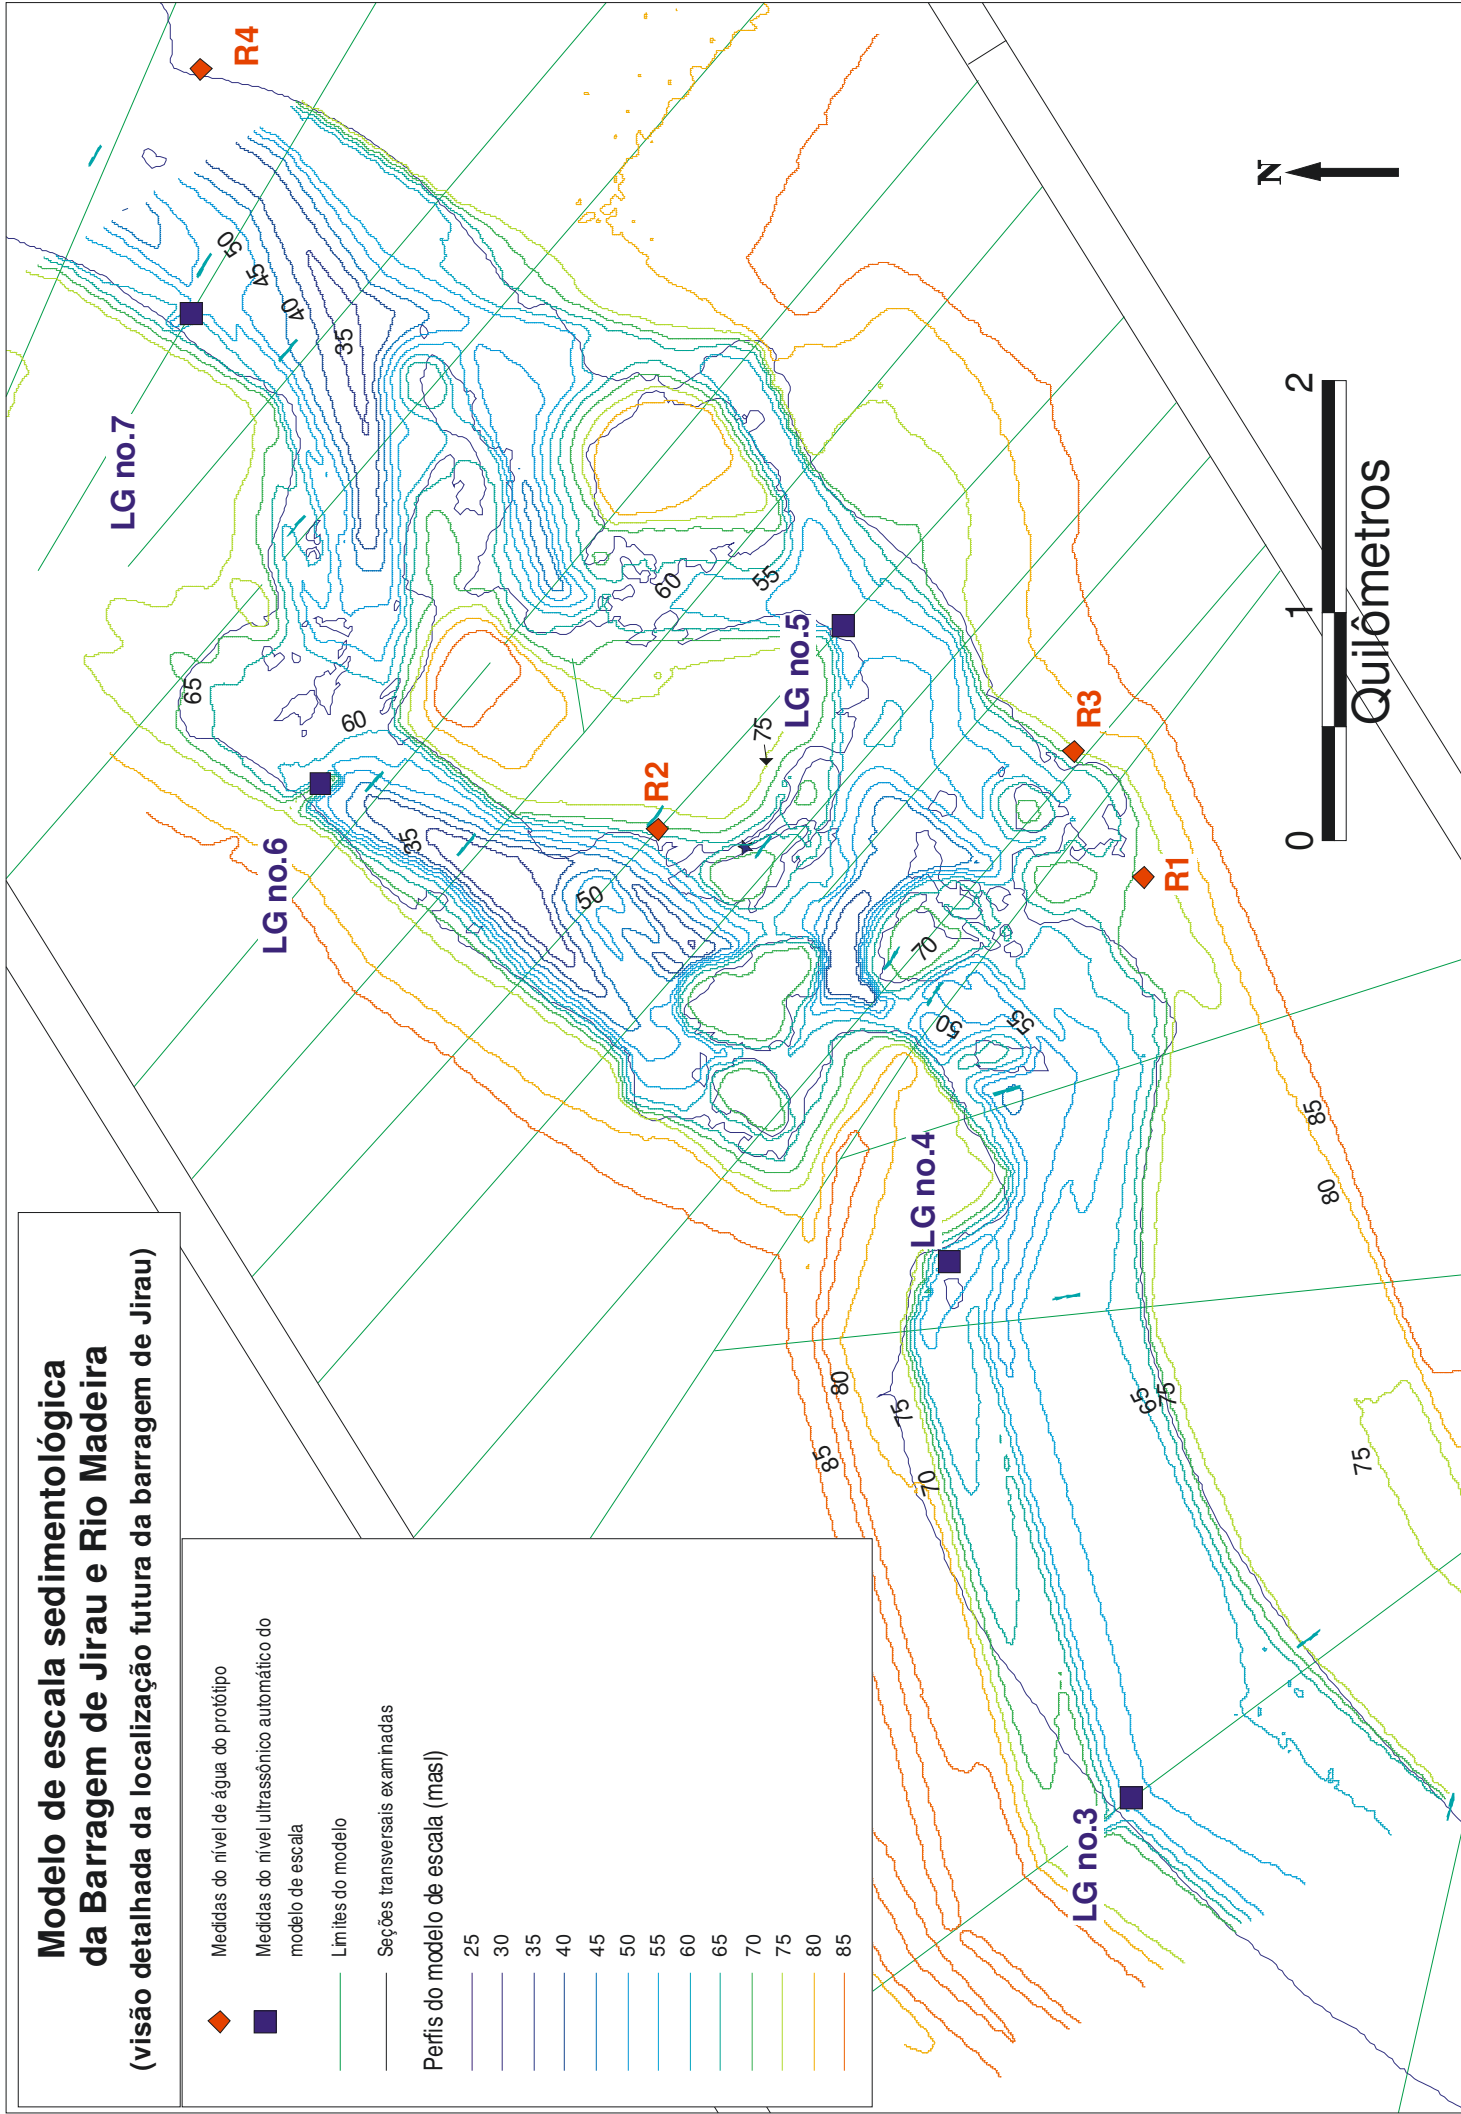 Modelo de escala sedimentológica
da Barragem de Jirau e Rio Madeira
(visão detalhada da localização futura da barragem de Jirau)
Medidas do nível de água do protótipo
Medidas do nível ultrassônico automático do
modelo de escala
Limites do modelo
Seções transversais examinadas
Perfis do modelo de escala (masl)
25
30
35
40
45
50
55
60
65
70
75
80
85
LG no.3
LG no.4
LG no.5
LG no.6
LG no.7
R1
R2
R3
R4
50
45
40
35
65
60
35
50
60
55
75
70
50
55
85
80
80
85
75
70
65
75
75
N
0
1
2
Quilômetros